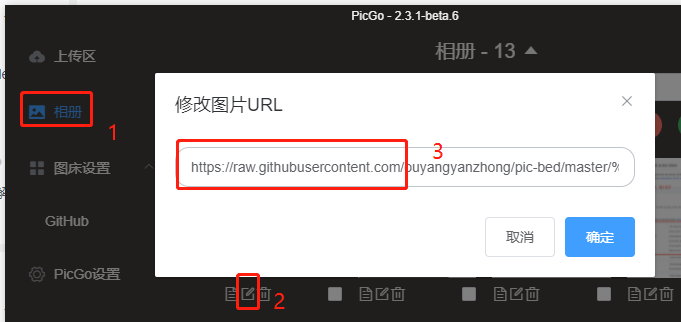 PicGo - 2.3.1-beta.6
上传区
相册 - 13
相册
1
修改图片URL
3
https://raw.githubusercontent.com/ouyangyanzhong/pic-bed/master/%
图床设置
GitHub
取消
确定
PicGo设置
2